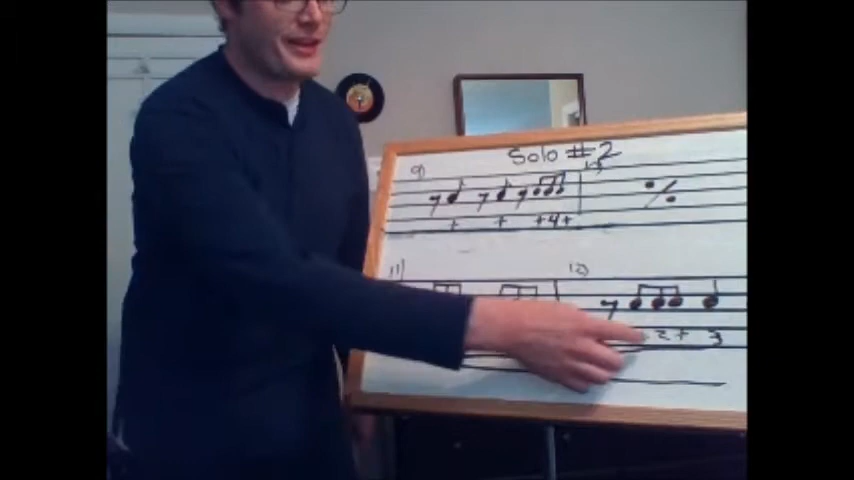 Solo #2
9) 10)
+ + +4+
11) 12)
2 + 3